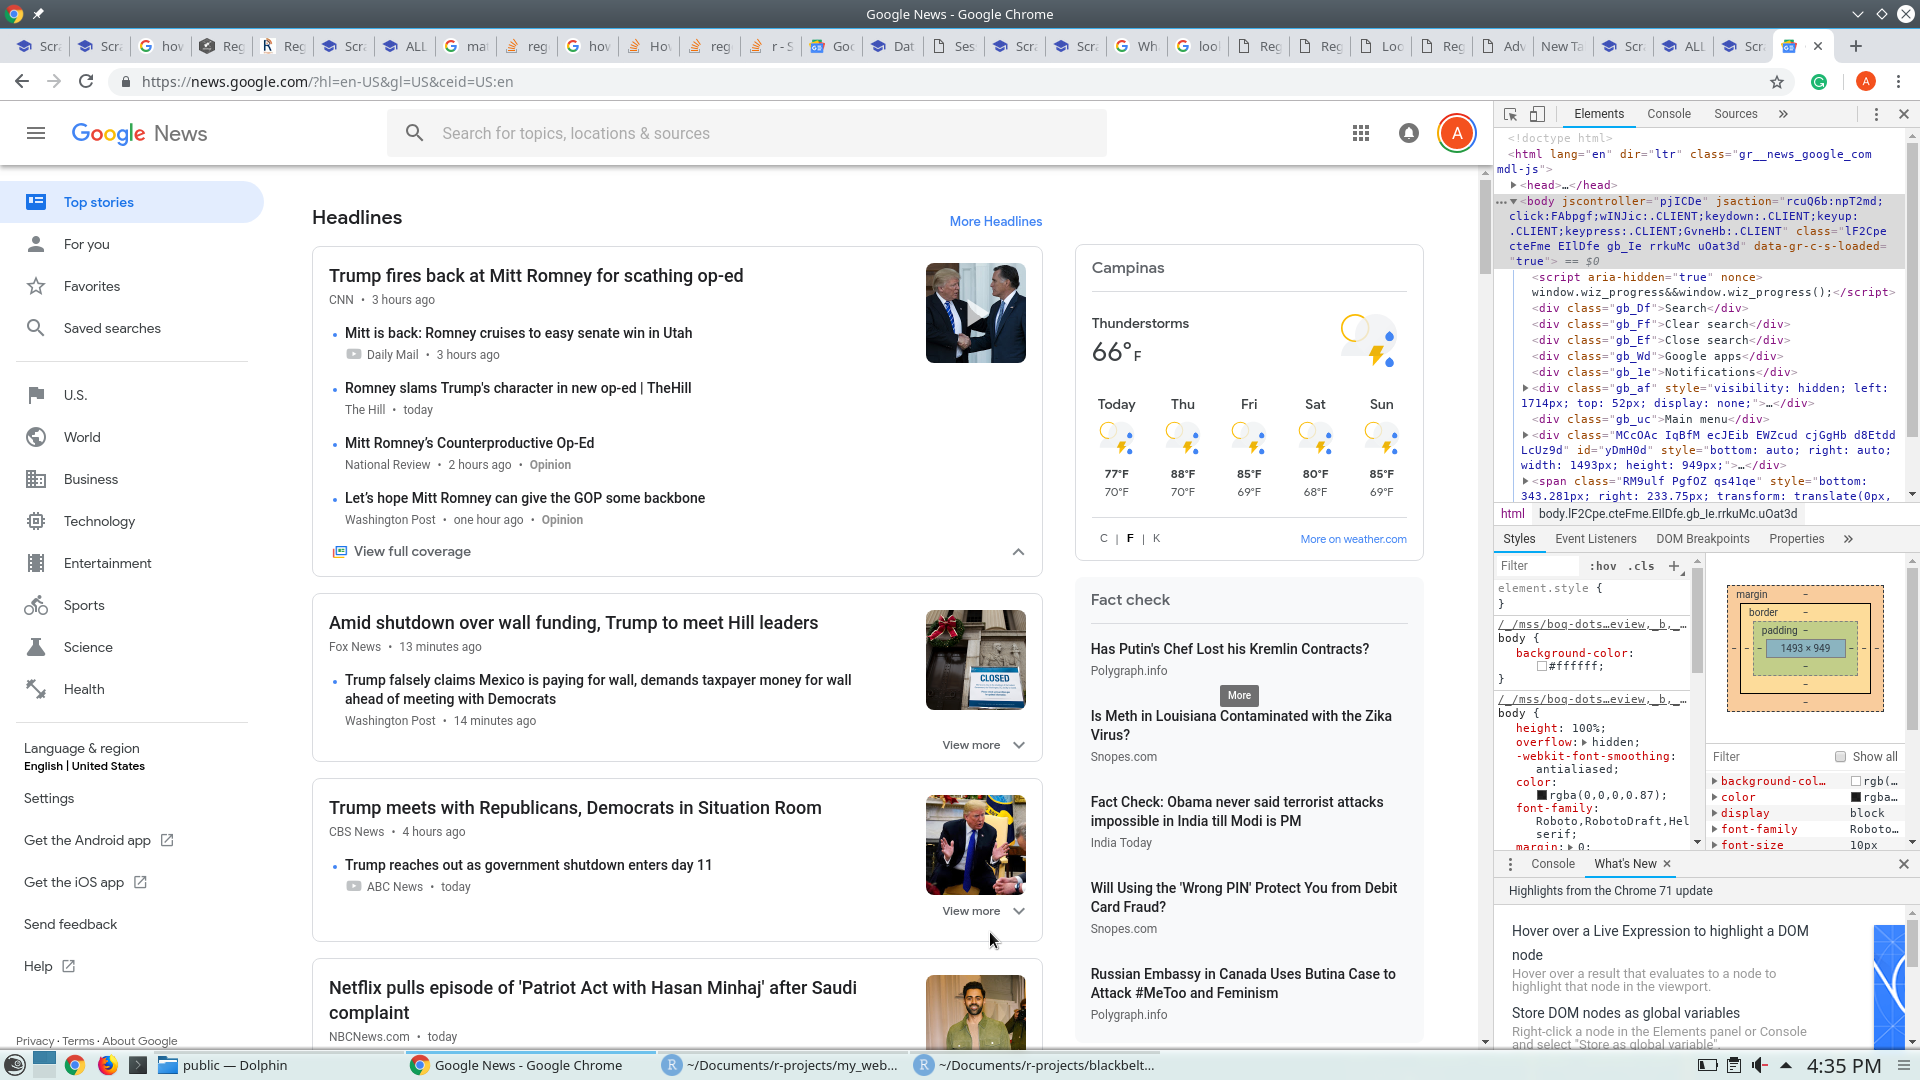 Google News - Google Chrome
Scra
Scra
how
Reg
Reg
Scra
ALL
mat
reg
how
How
reg
r - S
Goo
Dat
Ses
Scra
Scra
Wh
lool
Reg
Reg
Loc
Reg
Adv
New Ta
Scra
ALL
Scra
https://news.google.com/?hl=en-US&gl=US&ceid=US:en
A
Google News
Search for topics, locations & sources
A
Top stories
For you
Favorites
Saved searches
U.S.
World
Business
Technology
Entertainment
Sports
Science
Health
Language & region
English | United States
Settings
Get the Android app
Get the iOS app
Send feedback
Help
Privacy · Terms · About Google
Headlines
More Headlines
Trump fires back at Mitt Romney for scathing op-ed
CNN • 3 hours ago
Mitt is back: Romney cruises to easy senate win in Utah
Daily Mail • 3 hours ago
Romney slams Trump's character in new op-ed | TheHill
The Hill • today
Mitt Romney’s Counterproductive Op-Ed
National Review • 2 hours ago • Opinion
Let’s hope Mitt Romney can give the GOP some backbone
Washington Post • one hour ago • Opinion
View full coverage
Amid shutdown over wall funding, Trump to meet Hill leaders
Fox News • 13 minutes ago
Trump falsely claims Mexico is paying for wall, demands taxpayer money for wall
ahead of meeting with Democrats
Washington Post • 14 minutes ago
CLOSED
View more
Trump meets with Republicans, Democrats in Situation Room
CBS News • 4 hours ago
Trump reaches out as government shutdown enters day 11
ABC News • today
View more
Netflix pulls episode of 'Patriot Act with Hasan Minhaj' after Saudi
complaint
NBCNews.com • today
Campinas
Thunderstorms
66° F
Today Thu Fri Sat Sun
77°F 88°F 85°F 80°F 85°F
70°F 70°F 69°F 68°F 69°F
C | F | K
More on weather.com
Fact check
Has Putin's Chef Lost his Kremlin Contracts?
Polygraph.info
More
Is Meth in Louisiana Contaminated with the Zika
Virus?
Snopes.com
Fact Check: Obama never said terrorist attacks
impossible in India till Modi is PM
India Today
Will Using the 'Wrong PIN' Protect You from Debit
Card Fraud?
Snopes.com
Russian Embassy in Canada Uses Butina Case to
Attack #MeToo and Feminism
Polygraph.info
Elements Console Sources
<!doctype html>
<html lang="en" dir="ltr" class="gr__news_google_com
mdl-js">
<head>…</head>
<body jscontroller="pjICDe" jsaction="rcuQ6b:npT2md;
click:FAbpgf;wINJic:.CLIENT;keydown:.CLIENT;keyup:
.CLIENT;keypress:.CLIENT;GvneHb:.CLIENT" class="lF2Cpe
cteFme EIlDfe gb_Ie rrkuMc uOat3d" data-gr-c-s-loaded=
"true"> == $0
<script aria-hidden="true" nonce>
window.wiz_progress&&window.wiz_progress();</script>
<div class="gb_Df">Search</div>
<div class="gb_Ff">Clear search</div>
<div class="gb_Ef">Close search</div>
<div class="gb_Wd">Google apps</div>
<div class="gb_1e">Notifications</div>
<div class="gb_af" style="visibility: hidden; left:
1714px; top: 52px; display: none;">…</div>
<div class="gb_uc">Main menu</div>
<div class="MCcOAc IqBfM ecJEib EWZcud cjGgHb d8Etdd
LcUz9d" id="yDmH0d" style="bottom: auto; right: auto;
width: 1493px; height: 949px;">…</div>
<span class="RM9ulf PgfOZ qs41qe" style="bottom:
343.281px; right: 233.75px; transform: translate(0px,
html body.lF2Cpe.cteFme.EIlDfe.gb_Ie.rrkuMc.uOat3d
Styles Event Listeners DOM Breakpoints Properties
Filter :hov .cls
element.style {
}
/_/mss/boq-dots…eview,_b,_…
body {
background-color:
#ffffff;
}
/_/mss/boq-dots…eview,_b,_…
body {
height: 100%;
overflow: hidden;
-webkit-font-smoothing:
antialiased;
color:
rgba(0,0,0,0.87);
font-family:
Roboto,RobotoDraft,Hel
serif;
margin: 0;
margin –
border –
padding –
1493 × 949
Filter Show all
background-col… rgb(…
color rgba…
display block
font-family Roboto…
font-size 10px
Console What's New
Highlights from the Chrome 71 update
Hover over a Live Expression to highlight a DOM
node
Hover over a result that evaluates to a node to
highlight that node in the viewport.
Store DOM nodes as global variables
Right-click a node in the Elements panel or Console
and select "Store as global variable".
public — Dolphin
Google News - Google Chrome
~/Documents/r-projects/my_web...
~/Documents/r-projects/blackbelt...
4:35 PM